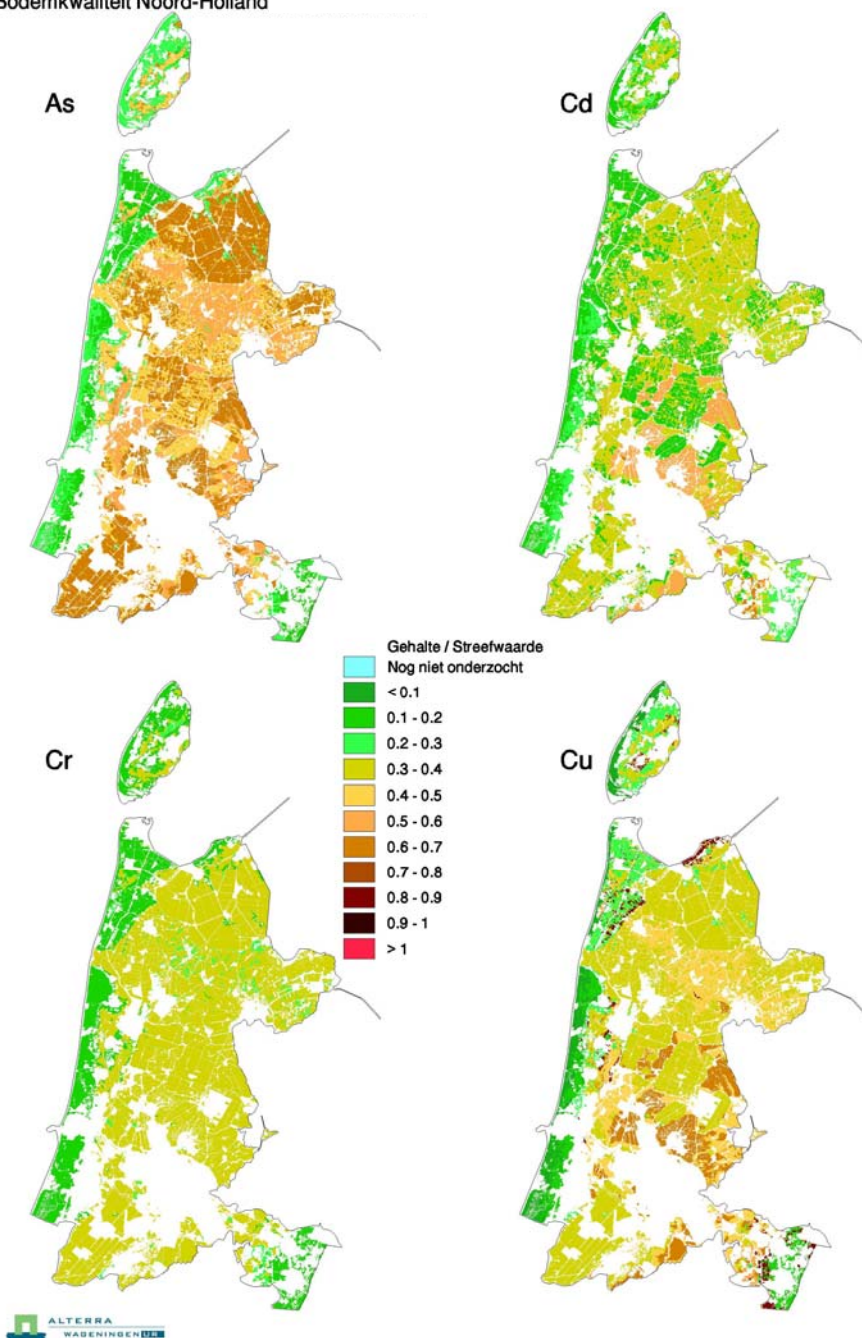 Bodemkwaliteit Noord-Holland
As
Cd
Gehalte / Streefwaarde
Nog niet onderzocht
< 0.1
0.1 - 0.2
0.2 - 0.3
0.3 - 0.4
0.4 - 0.5
0.5 - 0.6
0.6 - 0.7
0.7 - 0.8
0.8 - 0.9
0.9 - 1
> 1
Cr
Cu
ALTERRA
WAGENINGEN UR